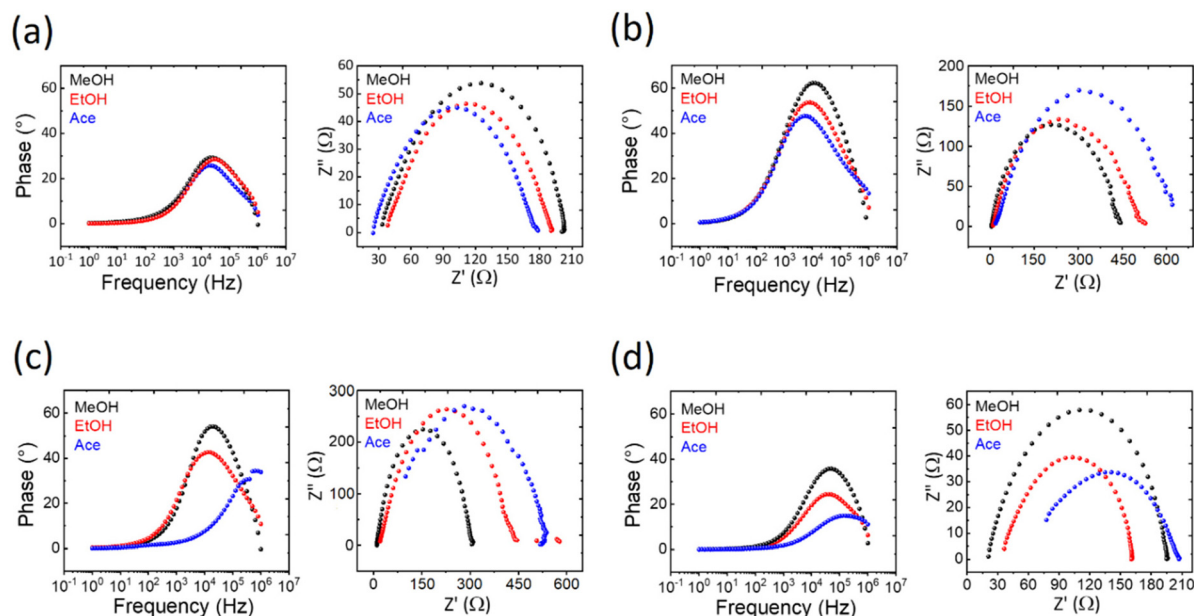 (a)
MeOH
EtOH
Ace
Phase (°)
60
40
20
0
10⁻¹ 10⁰ 10¹ 10² 10³ 10⁴ 10⁵ 10⁶ 10⁷
Frequency (Hz)
MeOH
EtOH
Ace
Z'' (Ω)
60
50
40
30
20
10
0
30 60 90 120 150 180 210
Z' (Ω)
(b)
MeOH
EtOH
Ace
Phase (°)
60
40
20
0
10⁻¹ 10⁰ 10¹ 10² 10³ 10⁴ 10⁵ 10⁶ 10⁷
Frequency (Hz)
MeOH
EtOH
Ace
Z'' (Ω)
200
150
100
50
0
0 150 300 450 600
Z' (Ω)
(c)
MeOH
EtOH
Ace
Phase (°)
60
40
20
0
10⁻¹ 10⁰ 10¹ 10² 10³ 10⁴ 10⁵ 10⁶ 10⁷
Frequency (Hz)
MeOH
EtOH
Ace
Z'' (Ω)
300
200
100
0
0 150 300 450 600
Z' (Ω)
(d)
MeOH
EtOH
Ace
Phase (°)
60
40
20
0
10⁻¹ 10⁰ 10¹ 10² 10³ 10⁴ 10⁵ 10⁶ 10⁷
Frequency (Hz)
MeOH
EtOH
Ace
Z'' (Ω)
60
45
30
15
0
0 30 60 90 120 150 180 210
Z' (Ω)